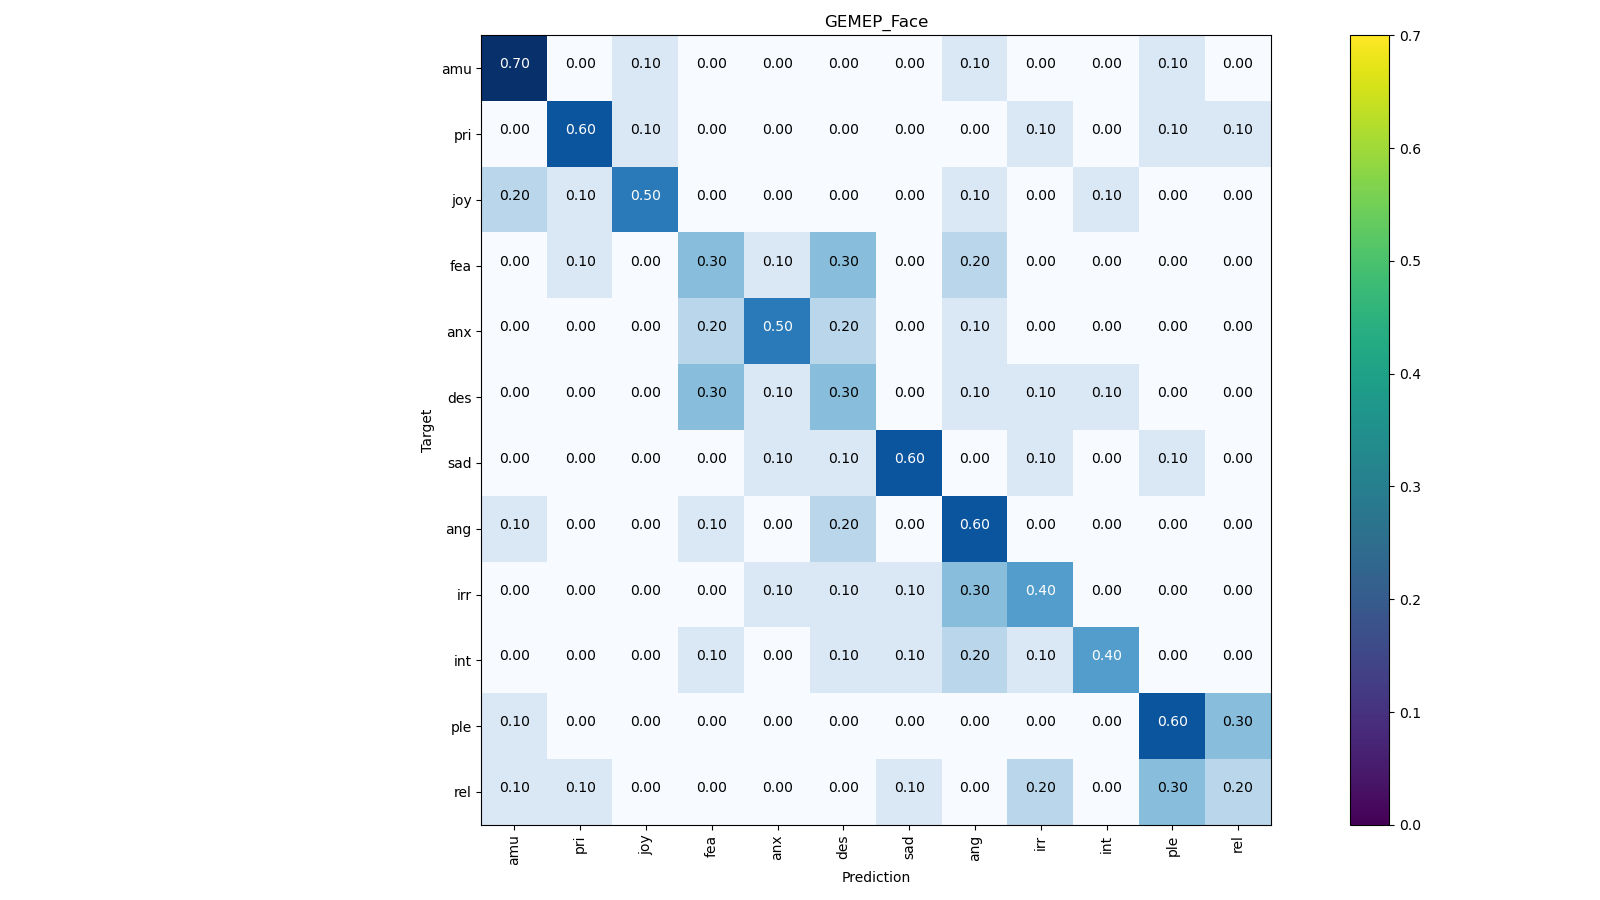 GEMEP_Face
amu 0.70 0.00 0.10 0.00 0.00 0.00 0.00 0.10 0.00 0.00 0.10 0.00
pri 0.00 0.60 0.10 0.00 0.00 0.00 0.00 0.00 0.10 0.00 0.10 0.10
joy 0.20 0.10 0.50 0.00 0.00 0.00 0.00 0.10 0.00 0.10 0.00 0.00
fea 0.00 0.10 0.00 0.30 0.10 0.30 0.00 0.20 0.00 0.00 0.00 0.00
anx 0.00 0.00 0.00 0.20 0.50 0.20 0.00 0.10 0.00 0.00 0.00 0.00
des 0.00 0.00 0.00 0.30 0.10 0.30 0.00 0.10 0.10 0.10 0.00 0.00
sad 0.00 0.00 0.00 0.00 0.10 0.10 0.60 0.00 0.10 0.00 0.10 0.00
ang 0.10 0.00 0.00 0.10 0.00 0.20 0.00 0.60 0.00 0.00 0.00 0.00
irr 0.00 0.00 0.00 0.00 0.10 0.10 0.10 0.30 0.40 0.00 0.00 0.00
int 0.00 0.00 0.00 0.10 0.00 0.10 0.10 0.20 0.10 0.40 0.00 0.00
ple 0.10 0.00 0.00 0.00 0.00 0.00 0.00 0.00 0.00 0.00 0.60 0.30
rel 0.10 0.10 0.00 0.00 0.00 0.00 0.10 0.00 0.20 0.00 0.30 0.20
amu pri joy fea anx des sad ang irr int ple rel
Prediction
Target
0.7
0.6
0.5
0.4
0.3
0.2
0.1
0.0